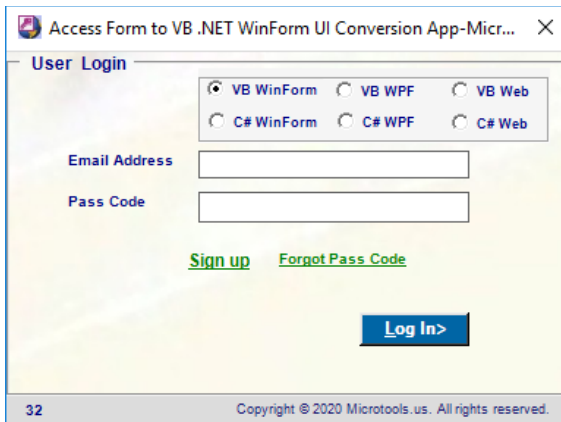 Access Form to VB .NET WinForm UI Conversion App-Micr...
User Login
VB WinForm VB WPF VB Web
C# WinForm C# WPF C# Web
Email Address
Pass Code
Sign up Forgot Pass Code
Log In>
32 Copyright © 2020 Microtools.us. All rights reserved.